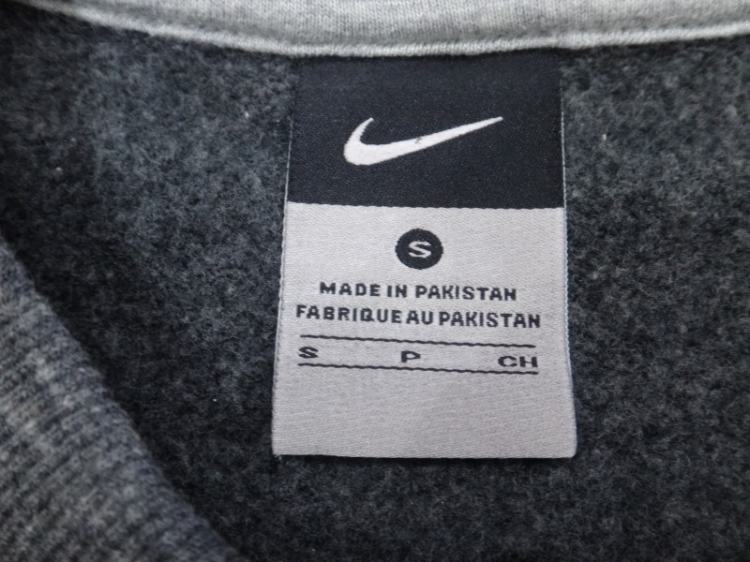 S
MADE IN PAKISTAN
FABRIQUE AU PAKISTAN
S P CH